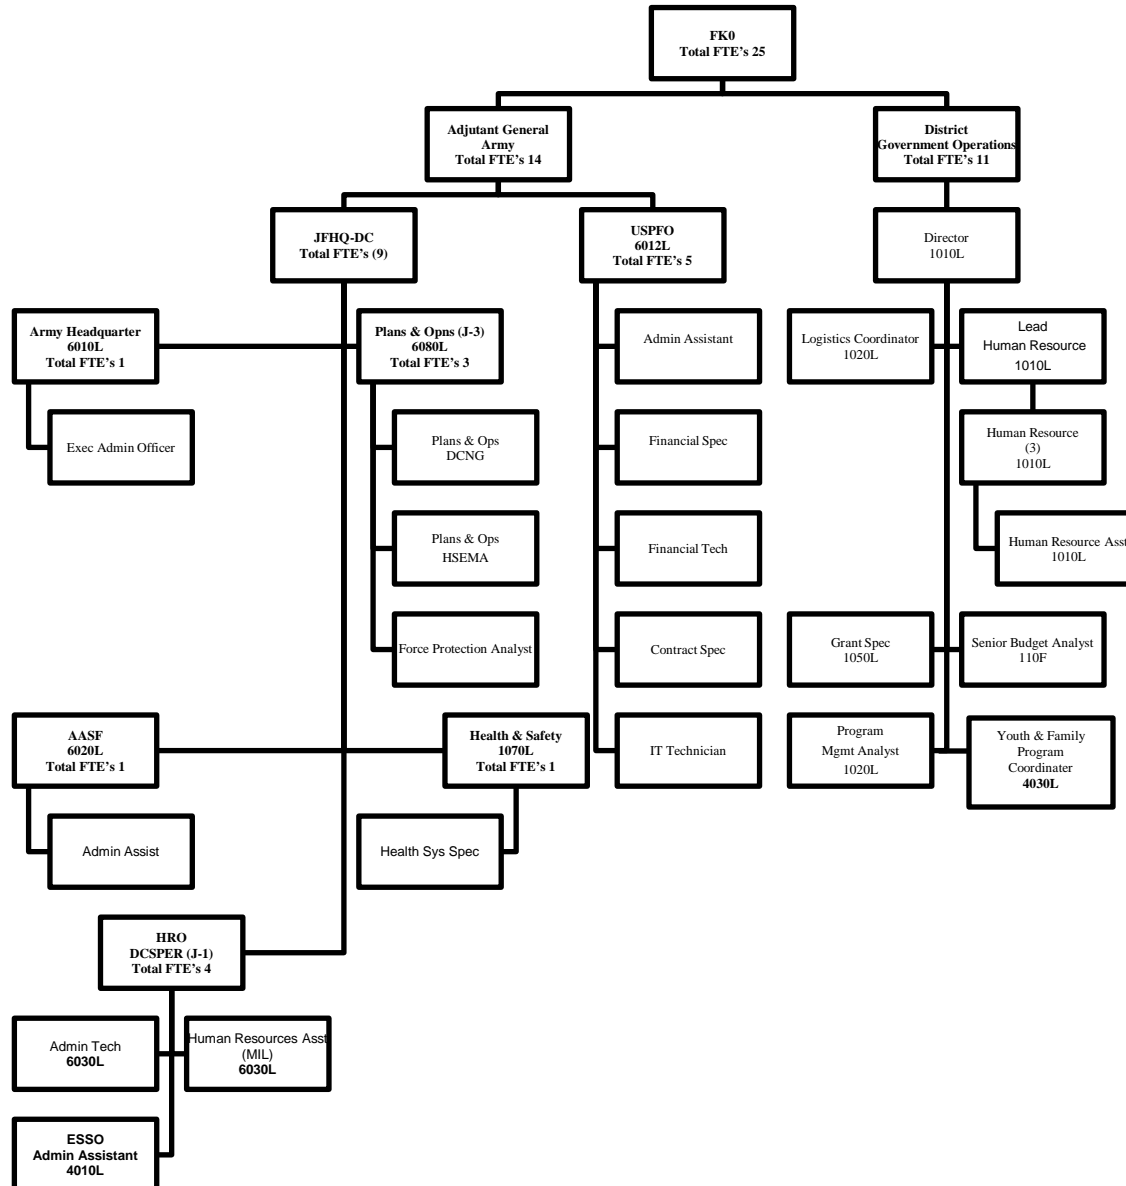 FK0
Total FTE's 25
Adjutant General
Army
Total FTE's 14
District
Government Operations
Total FTE's 11
JFHQ-DC
Total FTE's (9)
USPFO
6012L
Total FTE's 5
Director
1010L
Army Headquarter
6010L
Total FTE's 1
Plans & Opns (J-3)
6080L
Total FTE's 3
Admin Assistant
Logistics Coordinator
1020L
Lead
Human Resource
1010L
Exec Admin Officer
Plans & Ops
DCNG
Financial Spec
Human Resource
(3)
1010L
Plans & Ops
HSEMA
Financial Tech
Human Resource Asst
1010L
Force Protection Analyst
Contract Spec
Grant Spec
1050L
Senior Budget Analyst
110F
AASF
6020L
Total FTE's 1
Health & Safety
1070L
Total FTE's 1
IT Technician
Program
Mgmt Analyst
1020L
Youth & Family
Program
Coordinater
4030L
Admin Assist
Health Sys Spec
HRO
DCSPER (J-1)
Total FTE's 4
Admin Tech
6030L
Human Resources Asst
(MIL)
6030L
ESSO
Admin Assistant
4010L